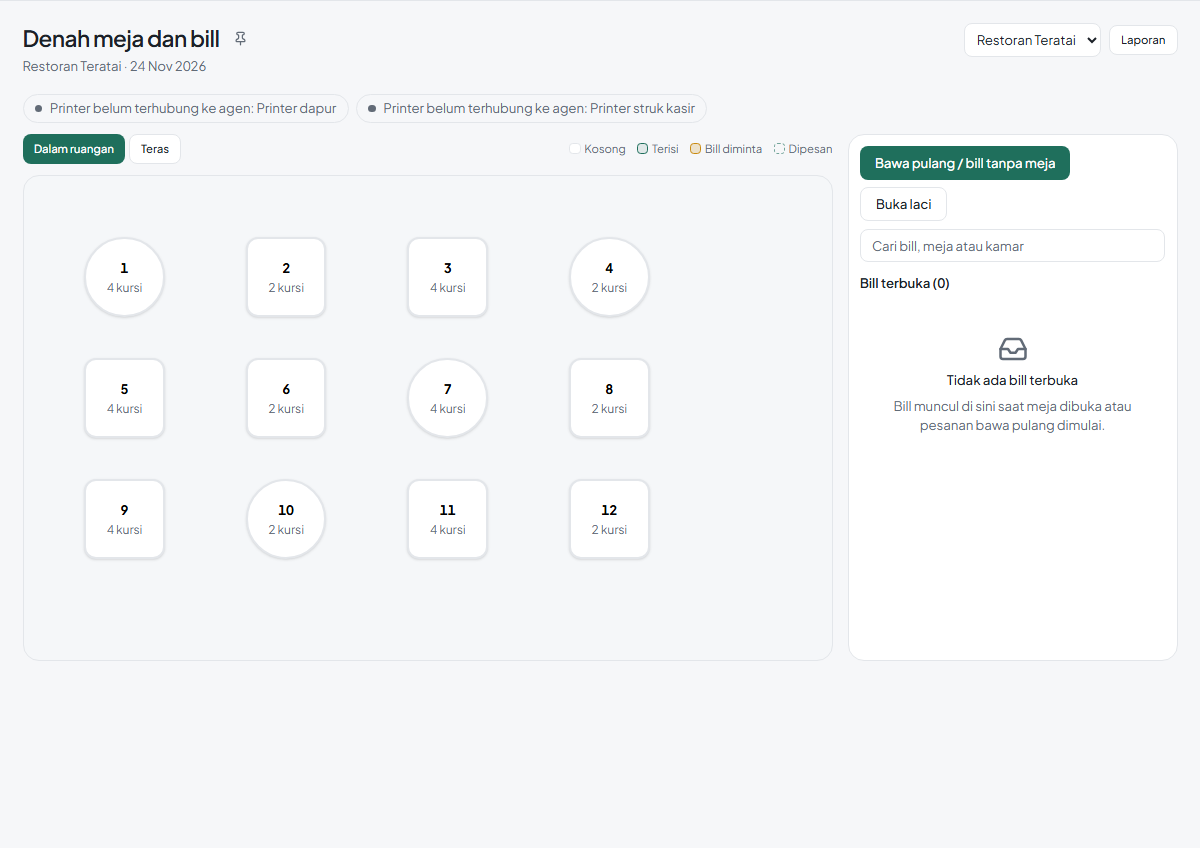 Denah meja dan bill
Restoran Teratai · 24 Nov 2026
Restoran Teratai
Laporan
Printer belum terhubung ke agen: Printer dapur
Printer belum terhubung ke agen: Printer struk kasir
Dalam ruangan
Teras
Kosong
Terisi
Bill diminta
Dipesan
1
4 kursi
2
2 kursi
3
4 kursi
4
2 kursi
5
4 kursi
6
2 kursi
7
4 kursi
8
2 kursi
9
4 kursi
10
2 kursi
11
4 kursi
12
2 kursi
Bawa pulang / bill tanpa meja
Buka laci
Cari bill, meja atau kamar
Bill terbuka (0)
Tidak ada bill terbuka
Bill muncul di sini saat meja dibuka atau
pesanan bawa pulang dimulai.